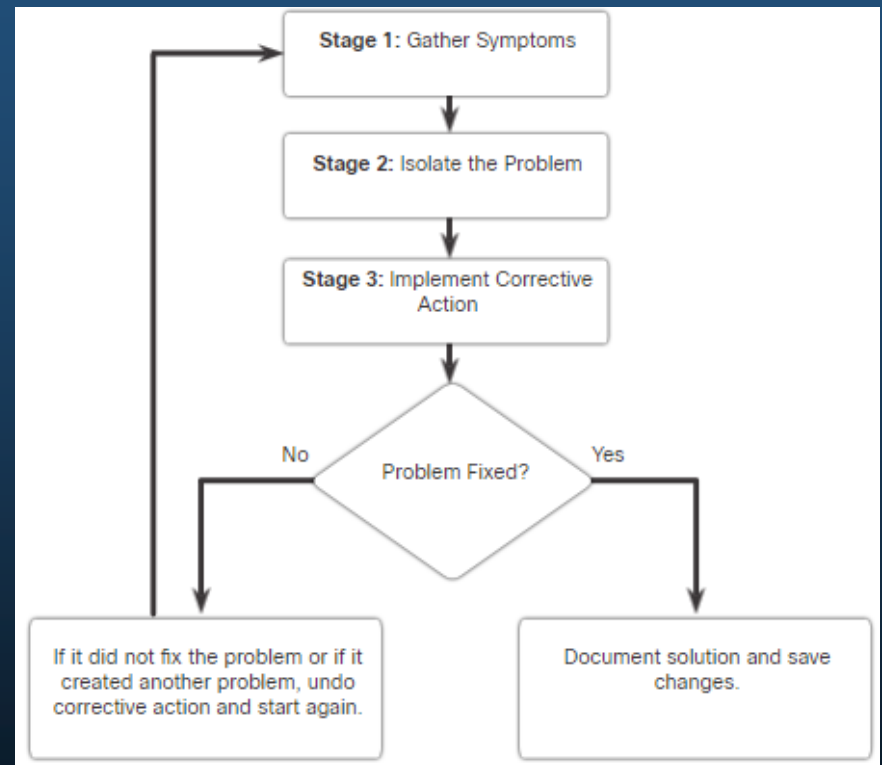 Stage 1: Gather Symptoms
Stage 2: Isolate the Problem
Stage 3: Implement Corrective
Action
No
Yes
Problem Fixed?
If it did not fix the problem or if it
created another problem, undo
corrective action and start again.
Document solution and save
changes.